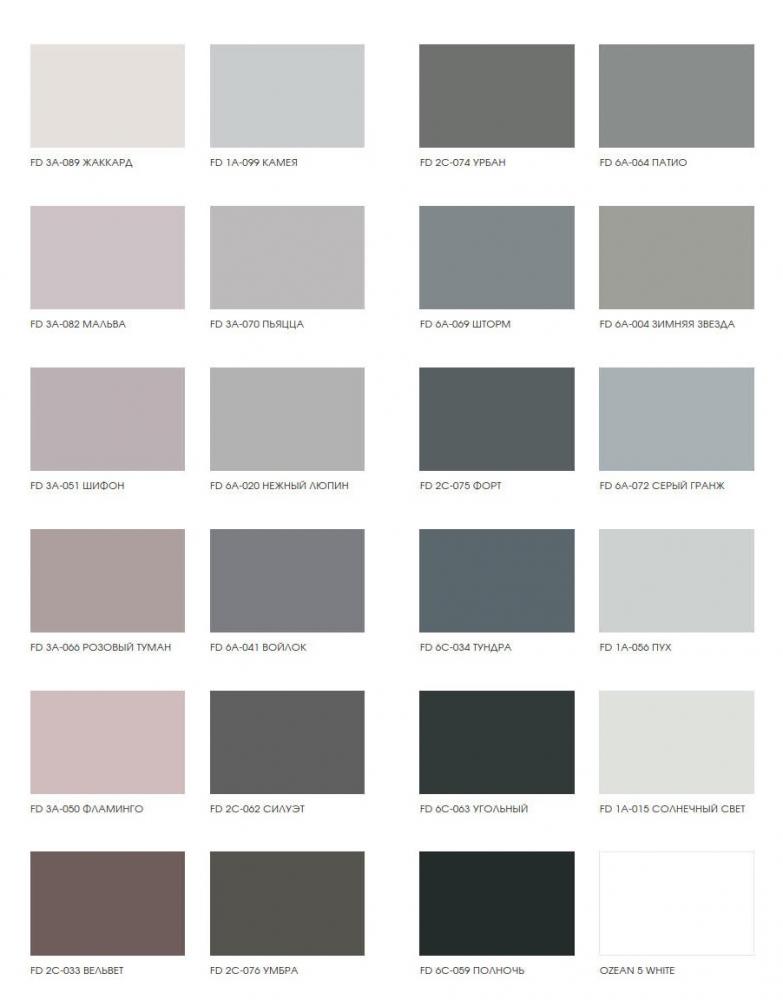 FD 3A-089 ЖАККАРД
FD 1A-099 КАМЕЯ
FD 2C-074 УРБАН
FD 6A-064 ПАТИО
FD 3A-082 МАЛЬВА
FD 3A-070 ПЬЯЦЦА
FD 6A-069 ШТОРМ
FD 6A-004 ЗИМНЯЯ ЗВЕЗДА
FD 3A-051 ШИФОН
FD 6A-020 НЕЖНЫЙ ЛЮПИН
FD 2C-075 ФОРТ
FD 6A-072 СЕРЫЙ ГРАНЖ
FD 3A-066 РОЗОВЫЙ ТУМАН
FD 6A-041 ВОЙЛОК
FD 6C-034 ТУНДРА
FD 1A-056 ПУХ
FD 3A-050 ФЛАМИНГО
FD 2C-062 СИЛУЭТ
FD 6C-063 УГОЛЬНЫЙ
FD 1A-015 СОЛНЕЧНЫЙ СВЕТ
FD 2C-033 ВЕЛЬВЕТ
FD 2C-076 УМБРА
FD 6C-059 ПОЛНОЧЬ
OZEAN 5 WHITE